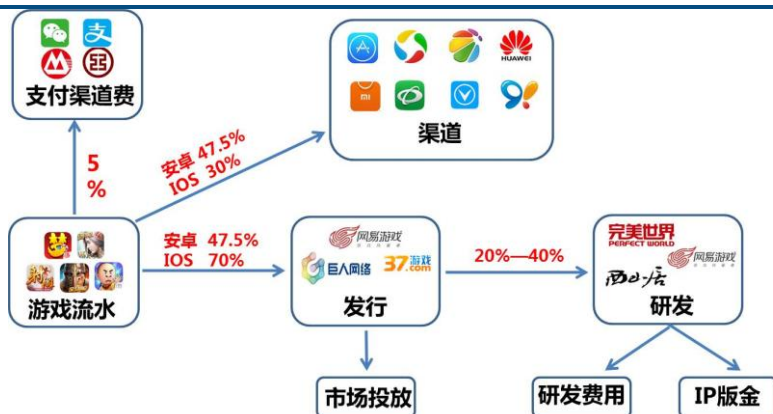 支付渠道费
HUAWEI
mi
9!
渠道
5
%
安卓 47.5%
IOS 30%
游戏流水
安卓 47.5%
IOS 70%
网易游戏
巨人网络
37游戏
.com
发行
20%—40%
完美世界
PERFECT WORLD
网易游戏
西山居
研发
市场投放
研发费用
IP版金